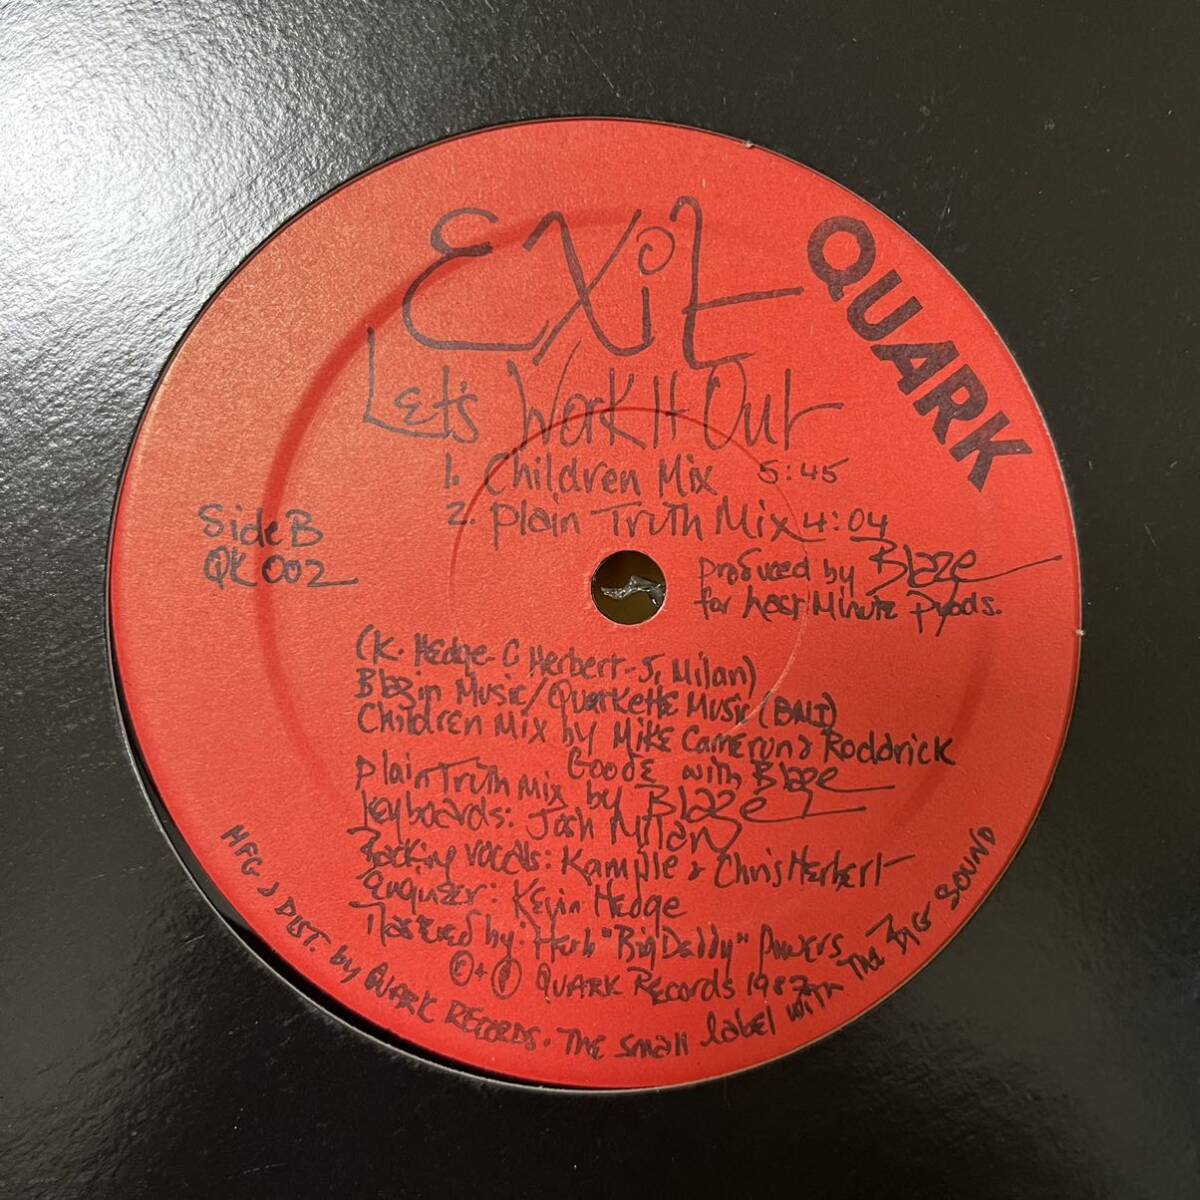 Exit
QUARK
Let's Work It Out
1. Children Mix 5:45
2. Plain Truth Mix 4:04
Side B
QK 002
produced by Blaze
for Last Minute Prods.
(K. Hedge - C Herbert - J. Milan)
Blazin Music/Quarkette Music (BMI)
Children Mix by Mike Cameron & Roddrick
Goode with Blaze
Plain Truth Mix by Blaze
Keyboards: Josh Milan
Backing vocals: Kamplle & Chris Herbert
Kevin Hedge
Mastered by: Herb "Big Daddy" Powers
© + ℗ QUARK Records 1987
MFG & DIST. by QUARK RECORDS. THE small label WITH THE BIGG SOUND